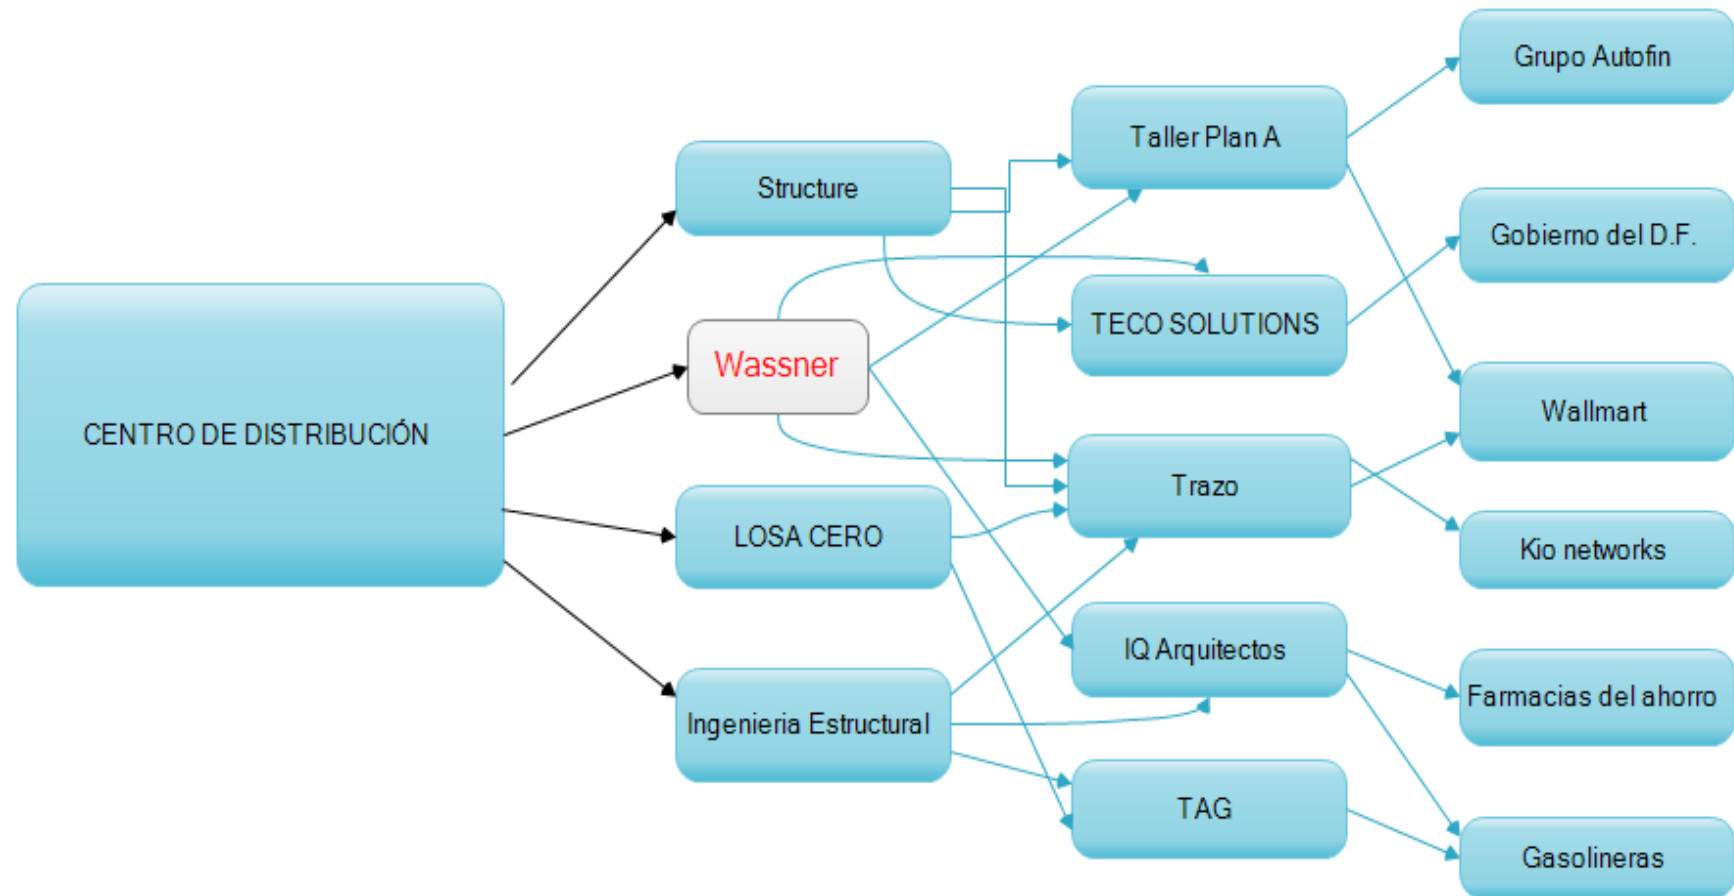 CENTRO DE DISTRIBUCIÓN
Structure
Wassner
LOSA CERO
Ingenieria Estructural
Taller Plan A
TECO SOLUTIONS
Trazo
IQ Arquitectos
TAG
Grupo Autofin
Gobierno del D.F.
Wallmart
Kio networks
Farmacias del ahorro
Gasolineras